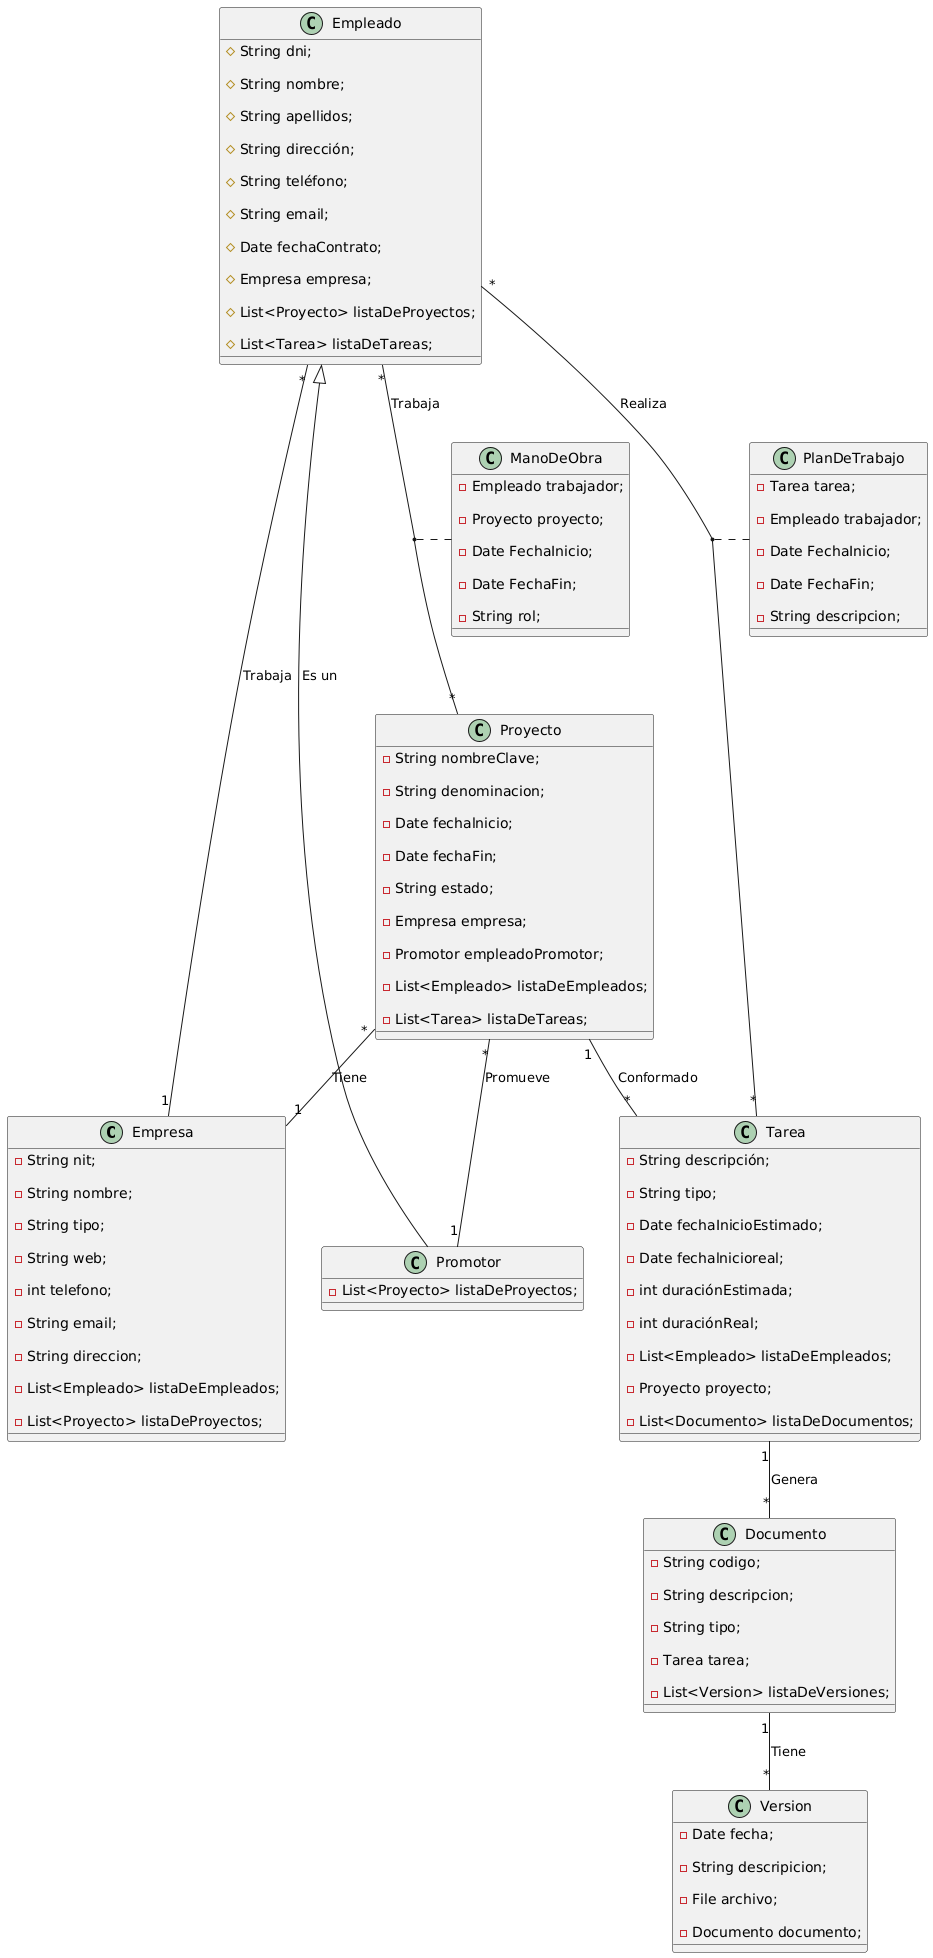 Empleado
String dni;
String nombre;
String apellidos;
String dirección;
String teléfono;
String email;
Date fechaContrato;
Empresa empresa;
List<Proyecto> listaDeProyectos;
List<Tarea> listaDeTareas;
*
*
*
Trabaja
Realiza
ManoDeObra
Empleado trabajador;
Proyecto proyecto;
Date FechaInicio;
Date FechaFin;
String rol;
PlanDeTrabajo
Tarea tarea;
Empleado trabajador;
Date FechaInicio;
Date FechaFin;
String descripcion;
Trabaja
Es un
*
Proyecto
String nombreClave;
String denominacion;
Date fechaInicio;
Date fechaFin;
String estado;
Empresa empresa;
Promotor empleadoPromotor;
List<Empleado> listaDeEmpleados;
List<Tarea> listaDeTareas;
*
*
1
Tiene
Promueve
Conformado
1
1
*
*
Empresa
String nit;
String nombre;
String tipo;
String web;
int telefono;
String email;
String direccion;
List<Empleado> listaDeEmpleados;
List<Proyecto> listaDeProyectos;
1
Promotor
List<Proyecto> listaDeProyectos;
Tarea
String descripción;
String tipo;
Date fechaInicioEstimado;
Date fechaInicioreal;
int duraciónEstimada;
int duraciónReal;
List<Empleado> listaDeEmpleados;
Proyecto proyecto;
List<Documento> listaDeDocumentos;
1
Genera
*
Documento
String codigo;
String descripcion;
String tipo;
Tarea tarea;
List<Version> listaDeVersiones;
1
Tiene
*
Version
Date fecha;
String descripicion;
File archivo;
Documento documento;